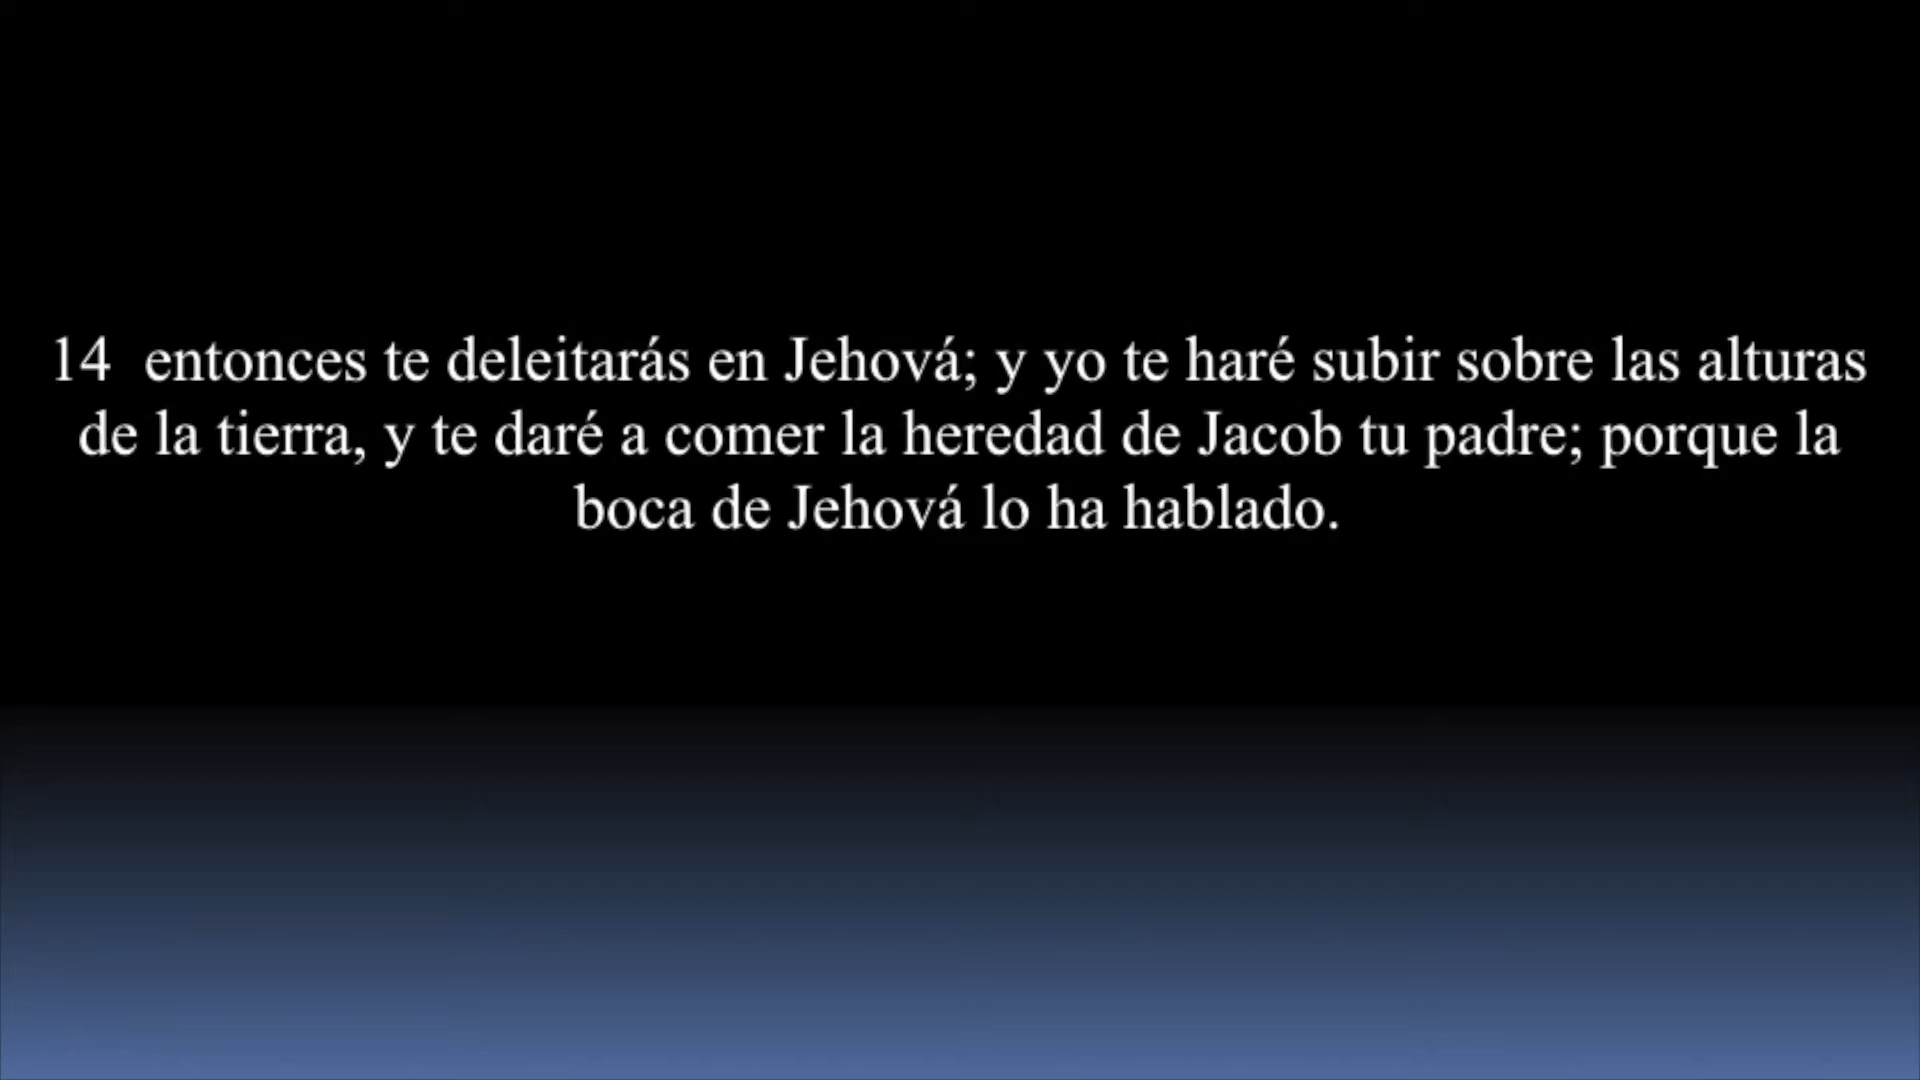 14  entonces te deleitarás en Jehová; y yo te haré subir sobre las alturas
de la tierra, y te daré a comer la heredad de Jacob tu padre; porque la
boca de Jehová lo ha hablado.